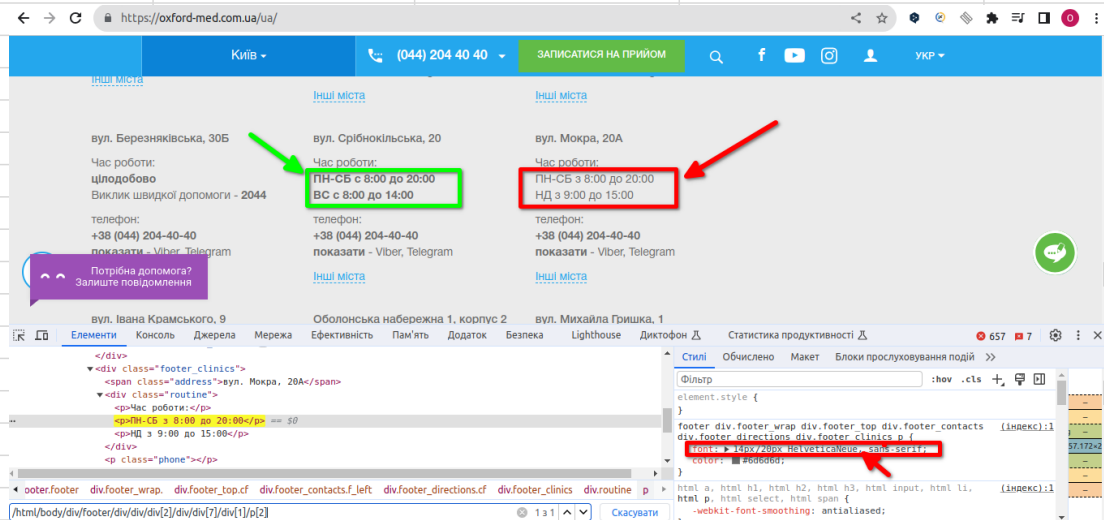 https://oxford-med.com.ua/ua/
O
Київ
(044) 204 40 40
ЗАПИСАТИСЯ НА ПРИЙОМ
f
УКР
Інші міста
Інші міста
Інші міста
вул. Березняківська, 30Б
Час роботи:
цілодобово
Виклик швидкої допомоги - 2044
телефон:
+38 (044) 204-40-40
показати - Viber, Telegram
вул. Срібнокільська, 20
Час роботи:
ПН-СБ с 8:00 до 20:00
ВС с 8:00 до 14:00
телефон:
+38 (044) 204-40-40
показати - Viber, Telegram
Інші міста
вул. Мокра, 20А
Час роботи:
ПН-СБ з 8:00 до 20:00
НД з 9:00 до 15:00
телефон:
+38 (044) 204-40-40
показати - Viber, Telegram
Інші міста
Потрібна допомога?
Залиште повідомлення
вул. Івана Крамського, 9
Оболонська набережна 1, корпус 2
вул. Михайла Гришка, 1
Елементи Консоль Джерела Мережа Ефективність Пам'ять Додаток Безпека Lighthouse Диктофон Статистика продуктивності 657 7
</div>
<div class="footer_clinics">
<span class="address">вул. Мокра, 20А</span>
<div class="routine">
<p>Час роботи:</p>
<p>ПН-СБ з 8:00 до 20:00</p> == $0
<p>НД з 9:00 до 15:00</p>
</div>
<p class="phone"></p>
ooter.footer div.footer_wrap. div.footer_top.cf div.footer_contacts.f_left div.footer_directions.cf div.footer_clinics div.routine p
/html/body/div/footer/div/div/div[2]/div/div[7]/div[1]/p[2]
1 з 1
Скасувати
Стилі Обчислено Макет Блоки прослуховування подій
Фільтр
:hov .cls
element.style {
}
footer div.footer_wrap div.footer_top div.footer_contacts (індекс):1
div.footer_directions div.footer_clinics p {
font: 14px/20px HelveticaNeue, sans-serif;
color: #6d6d6d;
}
html a, html h1, html h2, html h3, html input, html li, (індекс):1
html p, html select, html span {
-webkit-font-smoothing: antialiased;
57.172×2